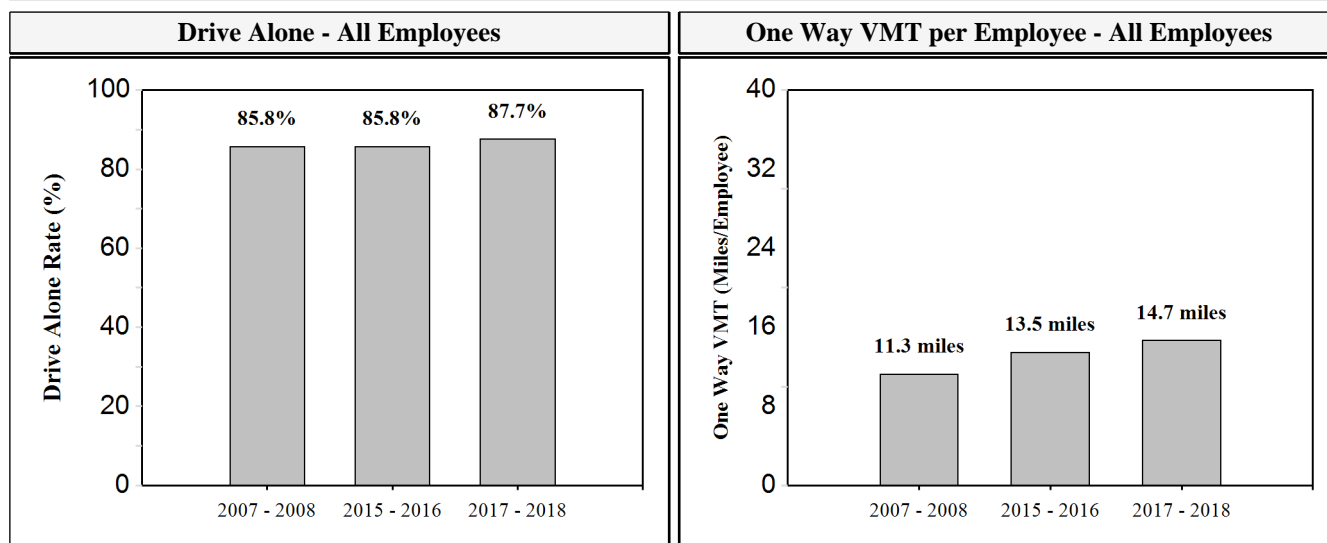 Drive Alone - All Employees
Drive Alone Rate (%)
100
80
60
40
20
0
85.8%
85.8%
87.7%
2007 - 2008
2015 - 2016
2017 - 2018
One Way VMT per Employee - All Employees
One Way VMT (Miles/Employee)
40
32
24
16
8
0
11.3 miles
13.5 miles
14.7 miles
2007 - 2008
2015 - 2016
2017 - 2018